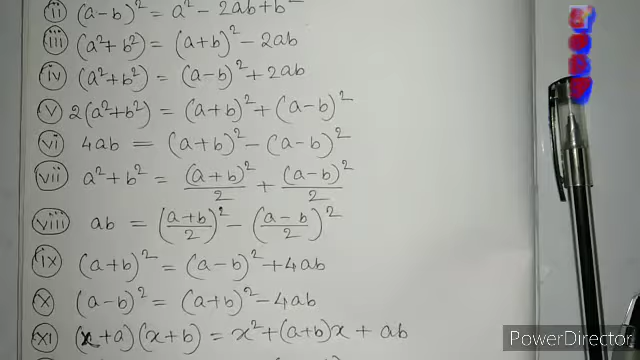 (ii) (a-b)² = a² - 2ab + b²
(iii) (a²+b²) = (a+b)² - 2ab
(iv) (a²+b²) = (a-b)² + 2ab
(v) 2(a²+b²) = (a+b)² + (a-b)²
(vi) 4ab = (a+b)² - (a-b)²
(vii) a² + b² = (a+b)²/2 + (a-b)²/2
(viii) ab = ((a+b)/2)² - ((a-b)/2)²
(ix) (a+b)² = (a-b)² + 4ab
(x) (a-b)² = (a+b)² - 4ab
(xi) (x+a)(x+b) = x² + (a+b)x + ab
PowerDirector